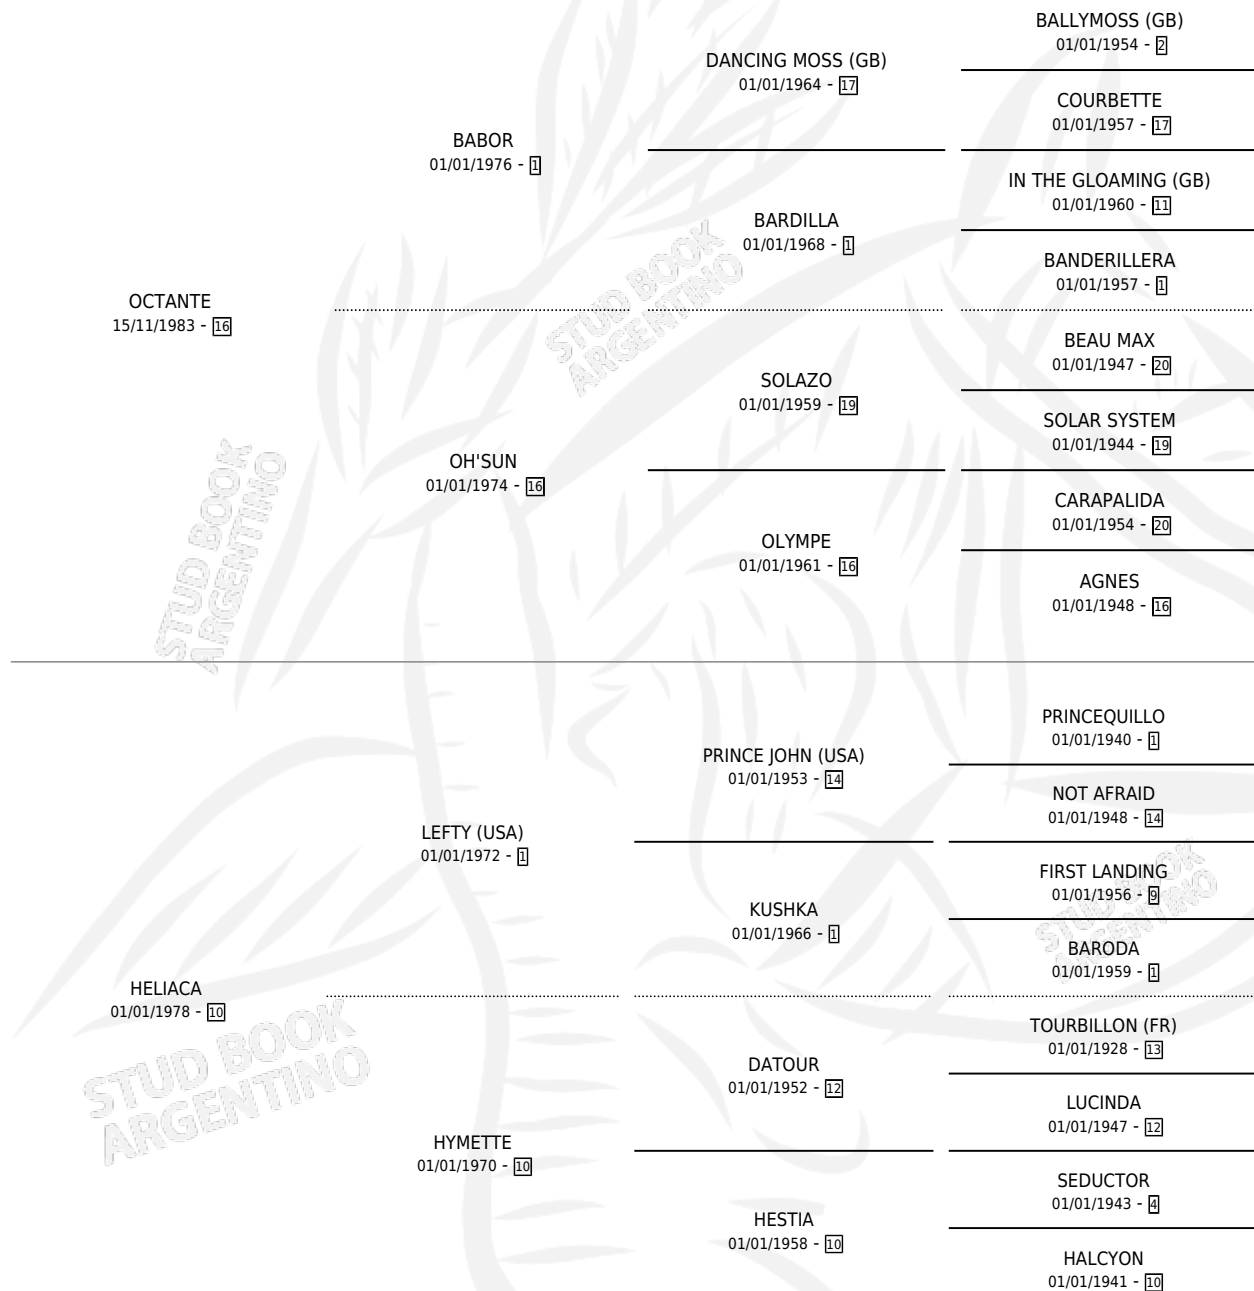 BALLYMOSS (GB)
01/01/1954 - 2
DANCING MOSS (GB)
01/01/1964 - 17
COURBETTE
01/01/1957 - 17
BABOR
01/01/1976 - 1
IN THE GLOAMING (GB)
01/01/1960 - 11
BARDILLA
01/01/1968 - 1
BANDERILLERA
01/01/1957 - 1
OCTANTE
15/11/1983 - 16
STUD BOOK
ARGENTINO
BEAU MAX
01/01/1947 - 20
SOLAZO
01/01/1959 - 19
SOLAR SYSTEM
01/01/1944 - 19
OH'SUN
01/01/1974 - 16
CARAPALIDA
01/01/1954 - 20
OLYMPE
01/01/1961 - 16
AGNES
01/01/1948 - 16
STUD BOOK
ARGENTINO
PRINCEQUILLO
01/01/1940 - 1
PRINCE JOHN (USA)
01/01/1953 - 14
NOT AFRAID
01/01/1948 - 14
LEFTY (USA)
01/01/1972 - 1
FIRST LANDING
01/01/1956 - 9
KUSHKA
01/01/1966 - 1
BARODA
01/01/1959 - 1
STUD BOOK
ARGENTINO
HELIACA
01/01/1978 - 10
TOURBILLON (FR)
01/01/1928 - 13
DATOUR
01/01/1952 - 12
LUCINDA
01/01/1947 - 12
STUD BOOK
ARGENTINO
HYMETTE
01/01/1970 - 10
SEDUCTOR
01/01/1943 - 4
HESTIA
01/01/1958 - 10
HALCYON
01/01/1941 - 10